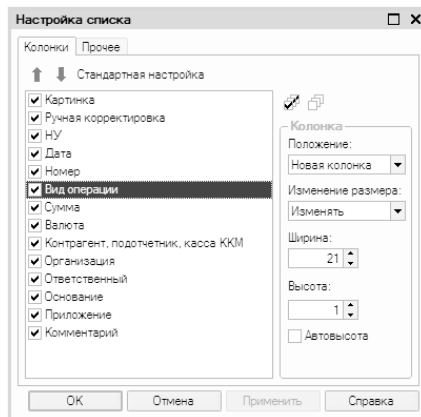 Настройка списка
Колонки Прочее
Стандартная настройка
Картинка
Ручная корректировка
НУ
Дата
Номер
Вид операции
Сумма
Валюта
Контрагент, подотчетник, касса ККМ
Организация
Ответственный
Основание
Приложение
Комментарий
Колонка
Положение:
Новая колонка
Изменение размера:
Изменять
Ширина:
21
Высота:
1
Автовысота
OK Отмена Применить Справка